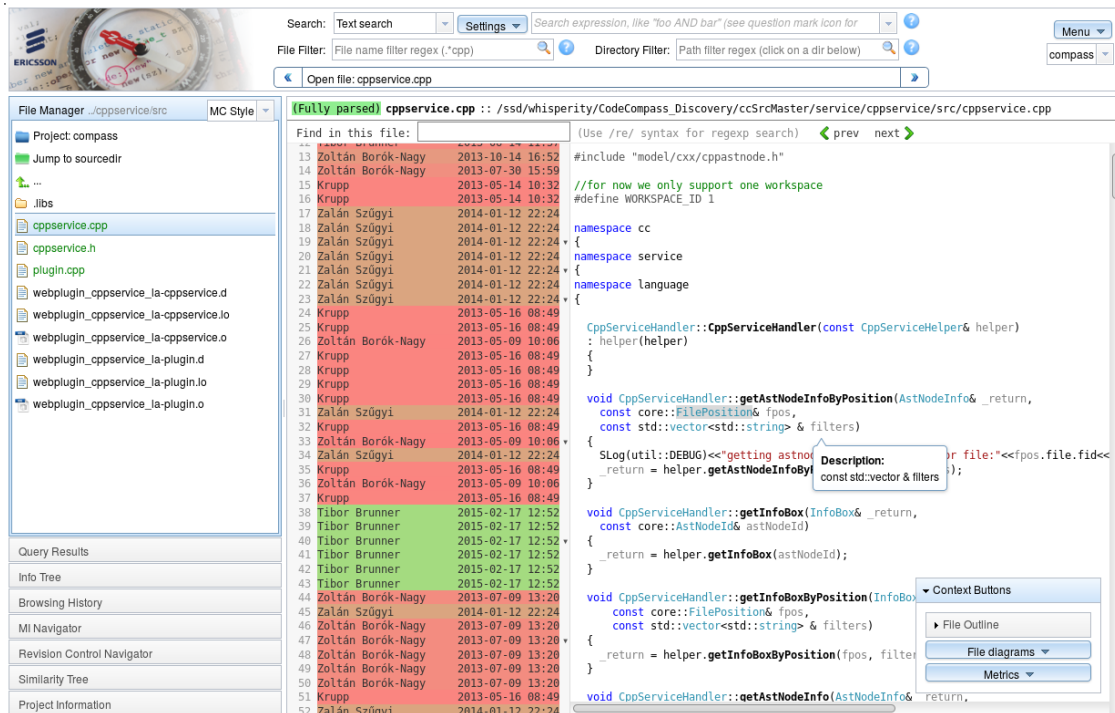 Search: Text search Settings Search expression, like "foo AND bar" (see question mark icon for
Menu
ERICSSON
File Filter: File name filter regex (.*cpp) Directory Filter: Path filter regex (click on a dir below)
compass
Open file: cppservice.cpp
File Manager ../cppservice/src MC Style
Project: compass
Jump to sourcedir
...
.libs
cppservice.cpp
cppservice.h
plugin.cpp
webplugin_cppservice_la-cppservice.d
webplugin_cppservice_la-cppservice.lo
webplugin_cppservice_la-cppservice.o
webplugin_cppservice_la-plugin.d
webplugin_cppservice_la-plugin.lo
webplugin_cppservice_la-plugin.o
Query Results
Info Tree
Browsing History
MI Navigator
Revision Control Navigator
Similarity Tree
Project Information
(Fully parsed) cppservice.cpp :: /ssd/whisperity/CodeCompass_Discovery/ccSrcMaster/service/cppservice/src/cppservice.cpp
Find in this file: (Use /re/ syntax for regexp search) prev next
13 Zoltán Borók-Nagy 2013-10-14 16:52 #include "model/cxx/cppastnode.h"
14 Zoltán Borók-Nagy 2013-07-30 15:59
15 Krupp 2013-05-14 10:32 //for now we only support one workspace
16 Krupp 2013-05-14 10:32 #define WORKSPACE_ID 1
17 Zalán Szűgyi 2014-01-12 22:24
18 Zalán Szűgyi 2014-01-12 22:24 namespace cc
19 Zalán Szűgyi 2014-01-12 22:24 {
20 Zalán Szűgyi 2014-01-12 22:24 namespace service
21 Zalán Szűgyi 2014-01-12 22:24 {
22 Zalán Szűgyi 2014-01-12 22:24 namespace language
23 Zalán Szűgyi 2014-01-12 22:24 {
24 Krupp 2013-05-16 08:49
25 Krupp 2013-05-16 08:49 CppServiceHandler::CppServiceHandler(const CppServiceHelper& helper)
26 Zoltán Borók-Nagy 2013-05-09 10:06 : helper(helper)
27 Krupp 2013-05-16 08:49 {
28 Krupp 2013-05-16 08:49 }
29 Krupp 2013-05-16 08:49
30 Krupp 2013-05-16 08:49 void CppServiceHandler::getAstNodeInfoByPosition(AstNodeInfo& _return,
31 Zalán Szűgyi 2014-01-12 22:24 const core::FilePosition& fpos,
32 Krupp 2013-05-16 08:49 const std::vector<std::string> & filters)
33 Zoltán Borók-Nagy 2013-05-09 10:06 {
34 Zalán Szűgyi 2014-01-12 22:24 SLog(util::DEBUG)<<"getting astno or file:"<<fpos.file.fid<<
35 Krupp 2013-05-16 08:49 _return = helper.getAstNodeInfoBy );
36 Zoltán Borók-Nagy 2013-05-09 10:06 }
37 Krupp 2013-05-16 08:49
38 Tibor Brunner 2015-02-17 12:52 void CppServiceHandler::getInfoBox(InfoBox& _return,
39 Tibor Brunner 2015-02-17 12:52 const core::AstNodeId& astNodeId)
40 Tibor Brunner 2015-02-17 12:52 {
41 Tibor Brunner 2015-02-17 12:52 _return = helper.getInfoBox(astNodeId);
42 Tibor Brunner 2015-02-17 12:52 }
43 Tibor Brunner 2015-02-17 12:52
44 Zoltán Borók-Nagy 2013-07-09 13:20 void CppServiceHandler::getInfoBoxByPosition(InfoBox
45 Zalán Szűgyi 2014-01-12 22:24 const core::FilePosition& fpos,
46 Zoltán Borók-Nagy 2013-07-09 13:20 const std::vector<std::string> & filters)
47 Zoltán Borók-Nagy 2013-07-09 13:20 {
48 Zoltán Borók-Nagy 2013-07-09 13:20 _return = helper.getInfoBoxByPosition(fpos, filter
49 Zoltán Borók-Nagy 2013-07-09 13:20 }
50 Zoltán Borók-Nagy 2013-07-09 13:20
51 Krupp 2013-05-16 08:49 void CppServiceHandler::getAstNodeInfo(AstNodeInfo& _return,
52 Zalán Szűgyi 2014-01-12 22:24
Description:
const std::vector & filters
Context Buttons
File Outline
File diagrams
Metrics